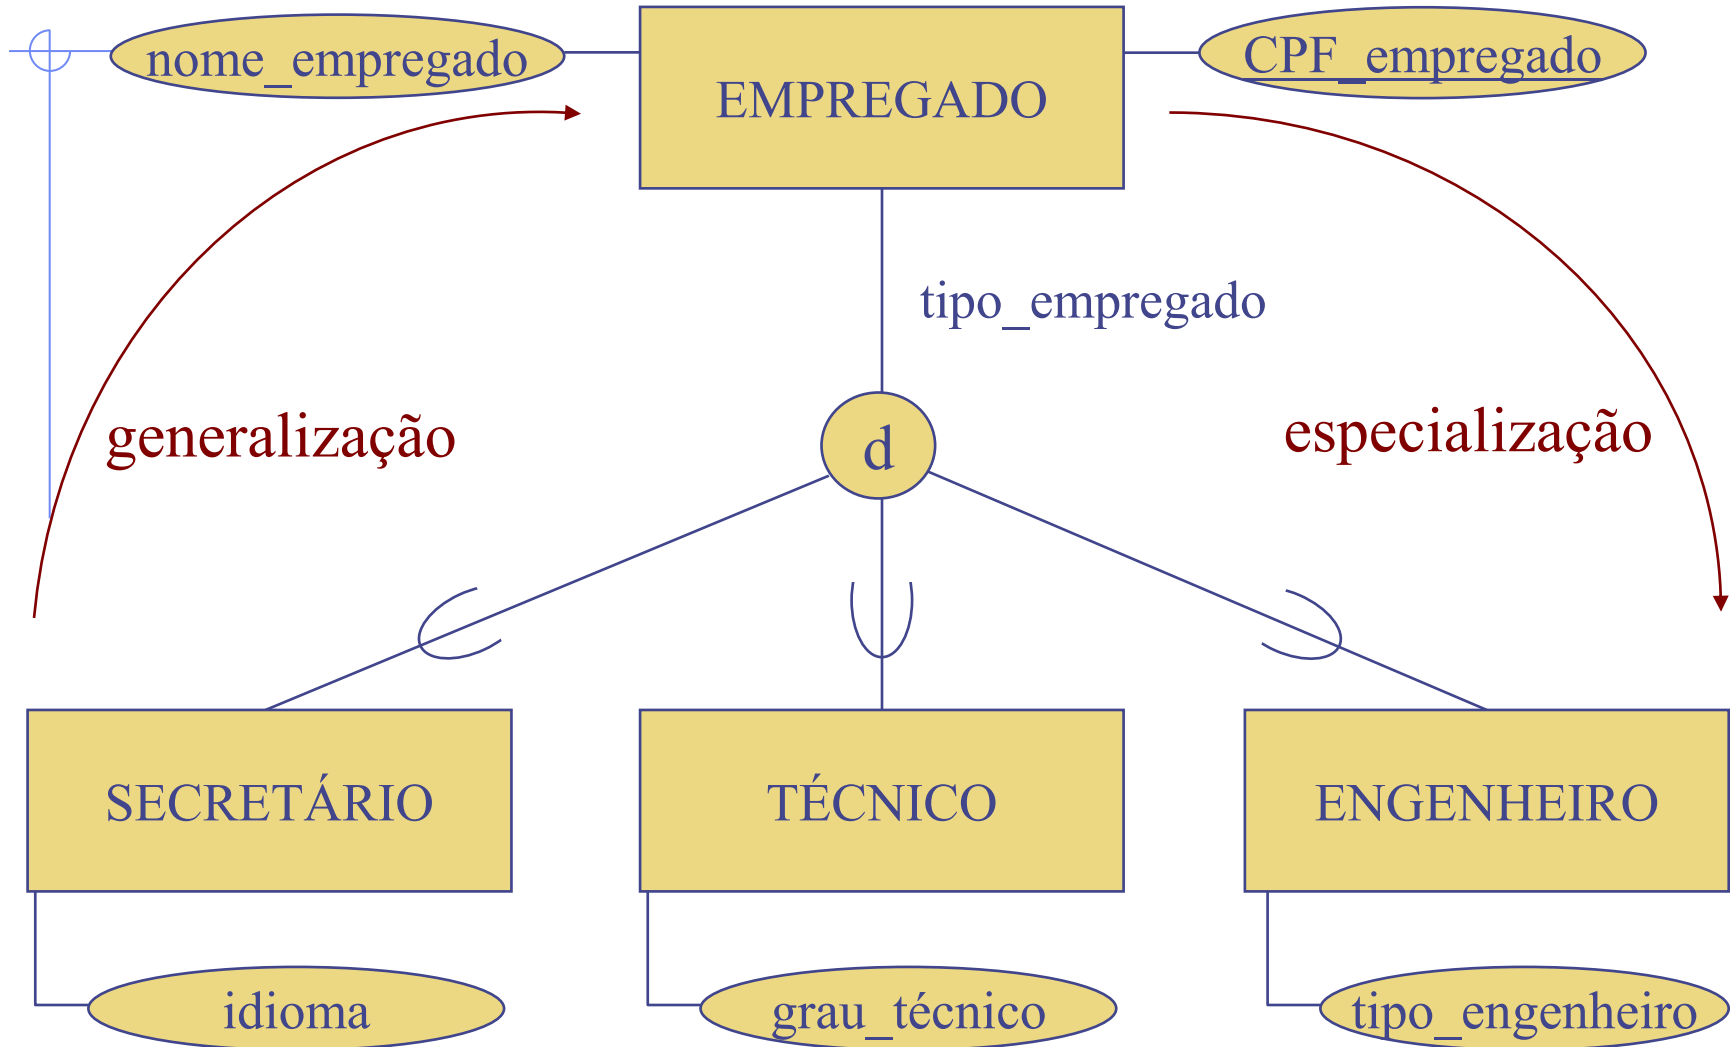 nome_empregado
EMPREGADO
CPF_empregado
tipo_empregado
generalização
d
especialização
SECRETÁRIO
TÉCNICO
ENGENHEIRO
idioma
grau_técnico
tipo_engenheiro